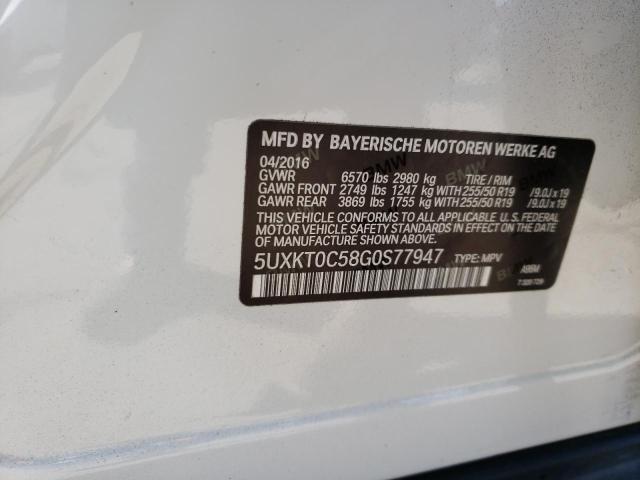 MFD BY BAYERISCHE MOTOREN WERKE AG
04/2016
GVWR 6570 lbs 2980 kg TIRE / RIM
GAWR FRONT 2749 lbs 1247 kg WITH 255/50 R19 /9.0J x 19
GAWR REAR 3869 lbs 1755 kg WITH 255/50 R19 /9.0J x 19
THIS VEHICLE CONFORMS TO ALL APPLICABLE U.S. FEDERAL
MOTOR VEHICLE SAFETY STANDARDS IN EFFECT
ON THE DATE OF MANUFACTURE SHOWN ABOVE.
5UXKT0C58G0S77947 TYPE: MPV